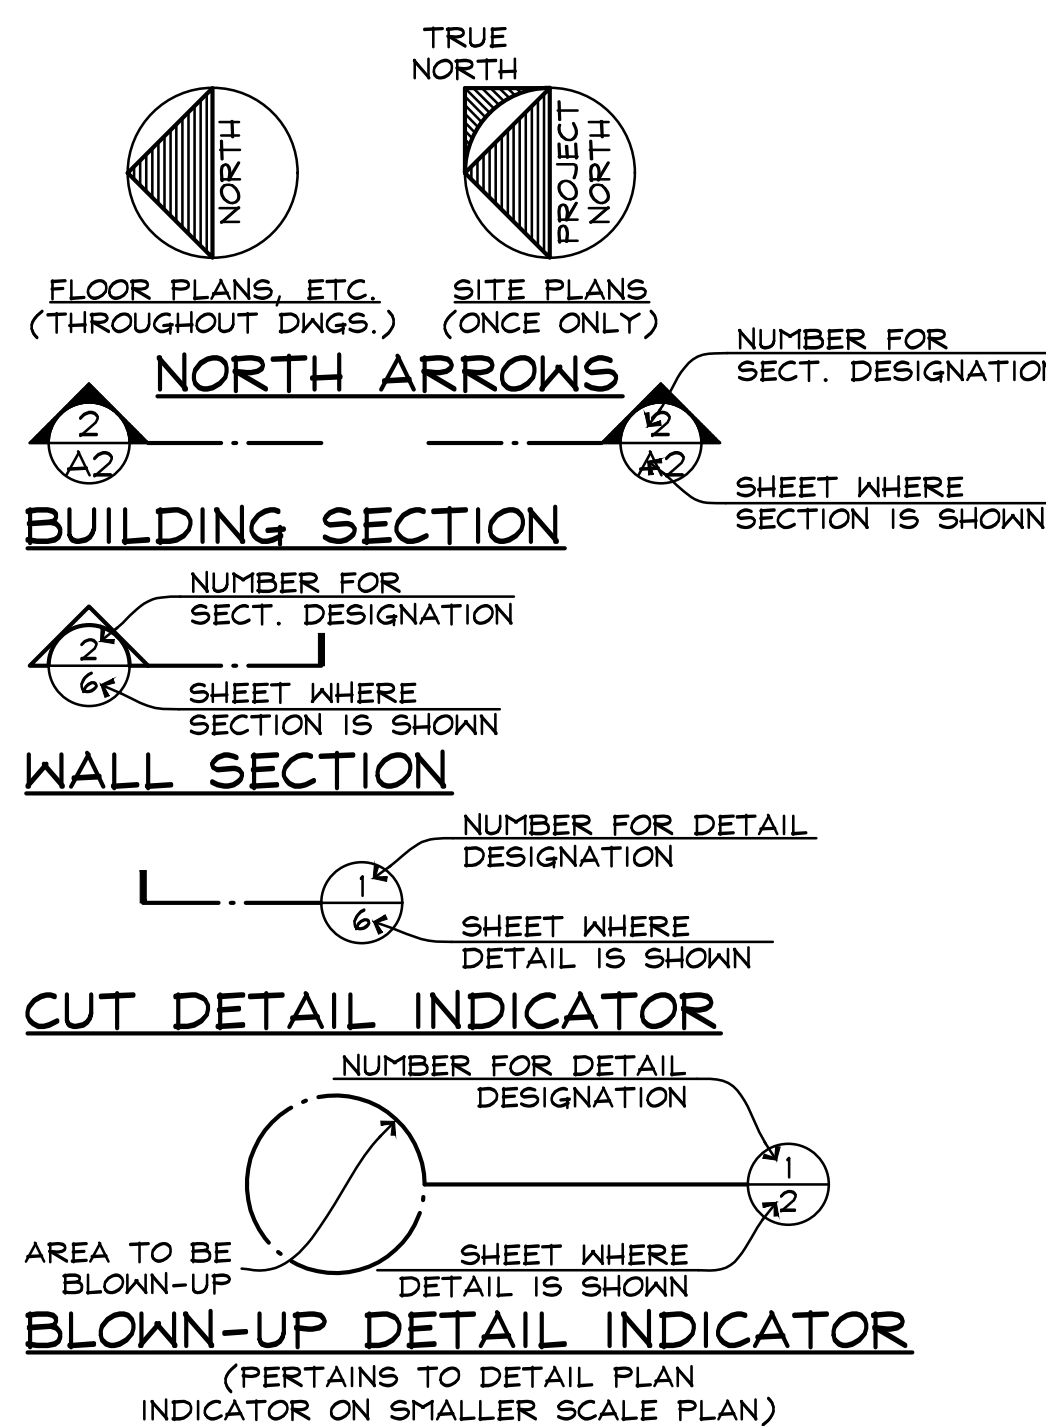 TRUE
NORTH
NORTH
PROJECT
NORTH
FLOOR PLANS, ETC.
(THROUGHOUT DWGS.)
SITE PLANS
(ONCE ONLY)
NORTH ARROWS
NUMBER FOR
SECT. DESIGNATION
2
A2
2
A2
SHEET WHERE
SECTION IS SHOWN
BUILDING SECTION
NUMBER FOR
SECT. DESIGNATION
2
6
SHEET WHERE
SECTION IS SHOWN
WALL SECTION
NUMBER FOR DETAIL
DESIGNATION
1
6
SHEET WHERE
DETAIL IS SHOWN
CUT DETAIL INDICATOR
NUMBER FOR DETAIL
DESIGNATION
1
2
AREA TO BE
BLOWN-UP
SHEET WHERE
DETAIL IS SHOWN
BLOWN-UP DETAIL INDICATOR
(PERTAINS TO DETAIL PLAN
INDICATOR ON SMALLER SCALE PLAN)